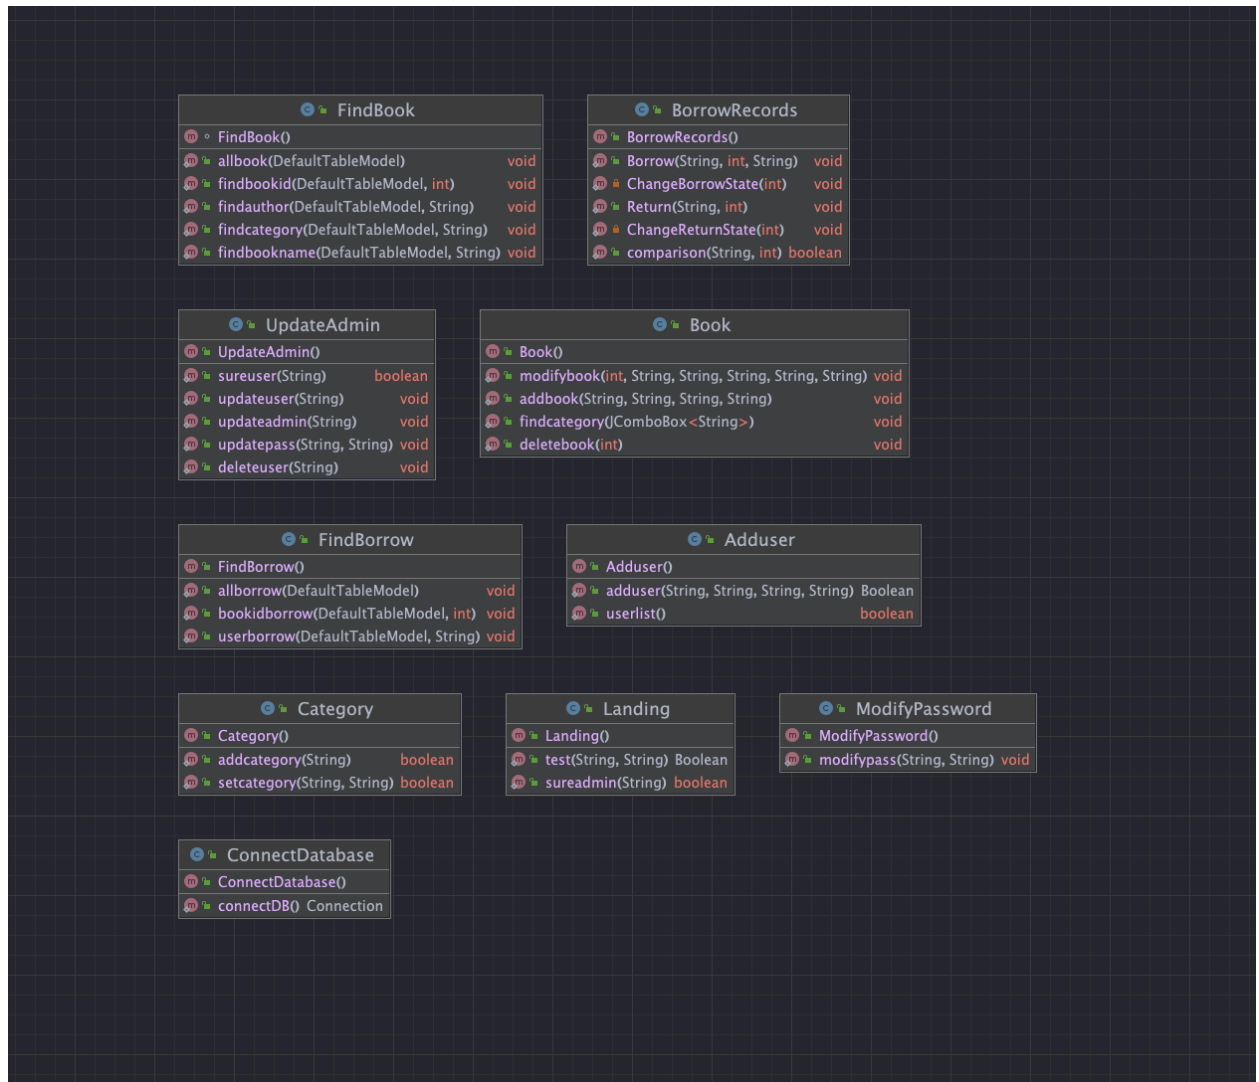 FindBook
FindBook()
allbook(DefaultTableModel) void
findbookid(DefaultTableModel, int) void
findauthor(DefaultTableModel, String) void
findcategory(DefaultTableModel, String) void
findbookname(DefaultTableModel, String) void
BorrowRecords
BorrowRecords()
Borrow(String, int, String) void
ChangeBorrowState(int) void
Return(String, int) void
ChangeReturnState(int) void
comparison(String, int) boolean
UpdateAdmin
UpdateAdmin()
sureuser(String) boolean
updateuser(String) void
updateadmin(String) void
updatepass(String, String) void
deleteuser(String) void
Book
Book()
modifybook(int, String, String, String, String, String) void
addbook(String, String, String, String) void
findcategory(JComboBox<String>) void
deletebook(int) void
FindBorrow
FindBorrow()
allborrow(DefaultTableModel) void
bookidborrow(DefaultTableModel, int) void
userborrow(DefaultTableModel, String) void
Adduser
Adduser()
adduser(String, String, String, String) Boolean
userlist() boolean
Category
Category()
addcategory(String) boolean
setcategory(String, String) boolean
Landing
Landing()
test(String, String) Boolean
sureadmin(String) boolean
ModifyPassword
ModifyPassword()
modifypass(String, String) void
ConnectDatabase
ConnectDatabase()
connectDB() Connection